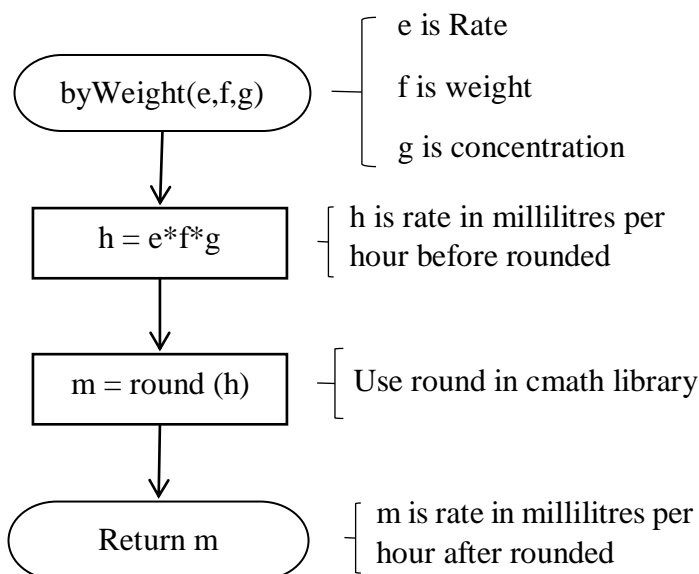 byWeight(e,f,g)
e is Rate
f is weight
g is concentration
h = e*f*g
h is rate in millilitres per
hour before rounded
m = round (h)
Use round in cmath library
Return m
m is rate in millilitres per
hour after rounded